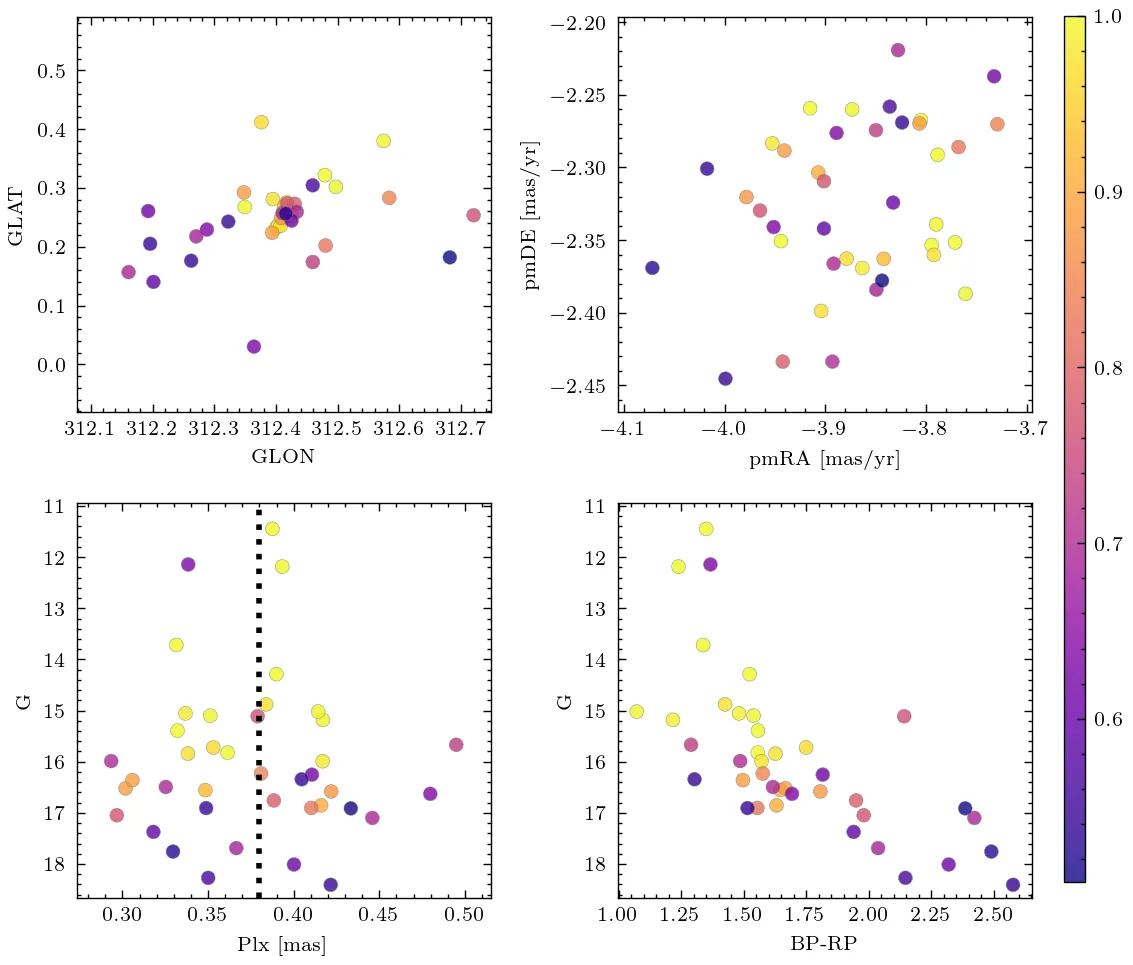 0.5
0.4
0.3
0.2
0.1
0.0
GLAT
312.1 312.2 312.3 312.4 312.5 312.6 312.7
GLON
−2.20
−2.25
−2.30
−2.35
−2.40
−2.45
pmDE [mas/yr]
−4.1 −4.0 −3.9 −3.8 −3.7
pmRA [mas/yr]
1.0
0.9
0.8
0.7
0.6
11
12
13
14
15
16
17
18
G
0.30 0.35 0.40 0.45 0.50
Plx [mas]
11
12
13
14
15
16
17
18
G
1.00 1.25 1.50 1.75 2.00 2.25 2.50
BP-RP